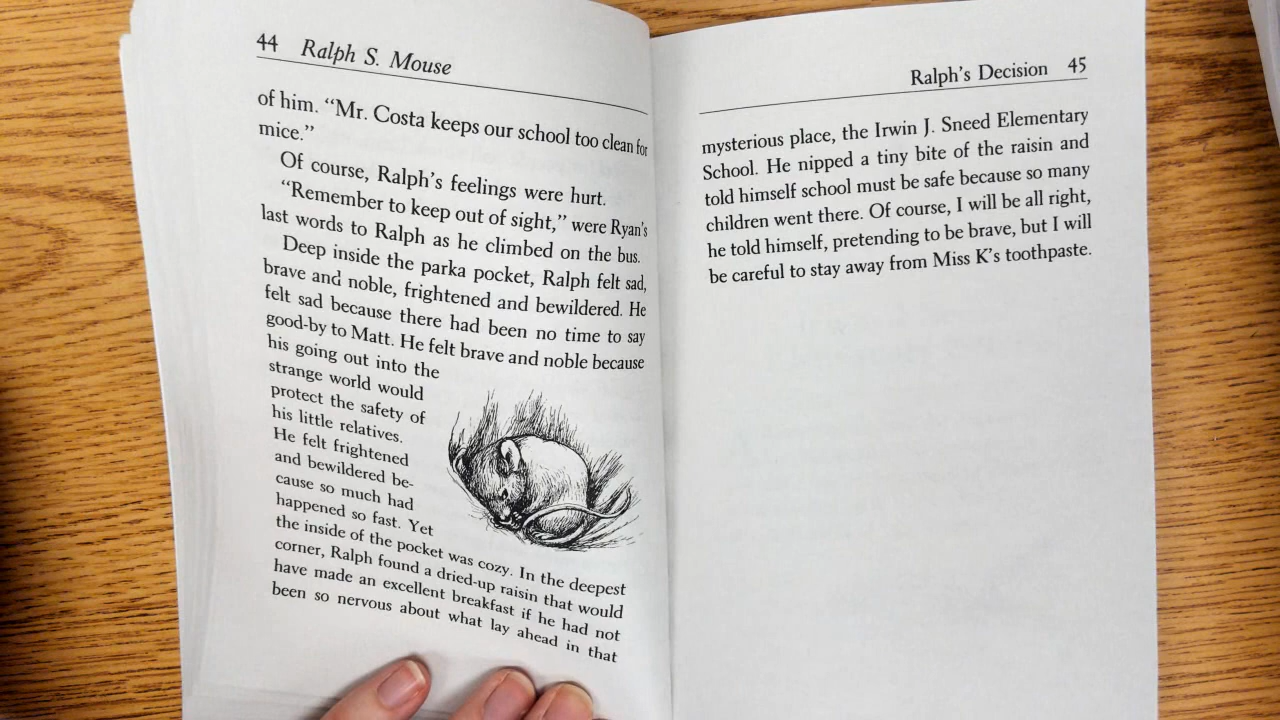 44 Ralph S. Mouse
of him. “Mr. Costa keeps our school too clean for
mice.”
Of course, Ralph’s feelings were hurt.
“Remember to keep out of sight,” were Ryan’s
last words to Ralph as he climbed on the bus.
Deep inside the parka pocket, Ralph felt sad,
brave and noble, frightened and bewildered. He
felt sad because there had been no time to say
good-by to Matt. He felt brave and noble because
his going out into the
strange world would
protect the safety of
his little relatives.
He felt frightened
and bewildered be-
cause so much had
happened so fast. Yet
the inside of the pocket was cozy. In the deepest
corner, Ralph found a dried-up raisin that would
have made an excellent breakfast if he had not
been so nervous about what lay ahead in that
Ralph’s Decision 45
mysterious place, the Irwin J. Sneed Elementary
School. He nipped a tiny bite of the raisin and
told himself school must be safe because so many
children went there. Of course, I will be all right,
he told himself, pretending to be brave, but I will
be careful to stay away from Miss K’s toothpaste.